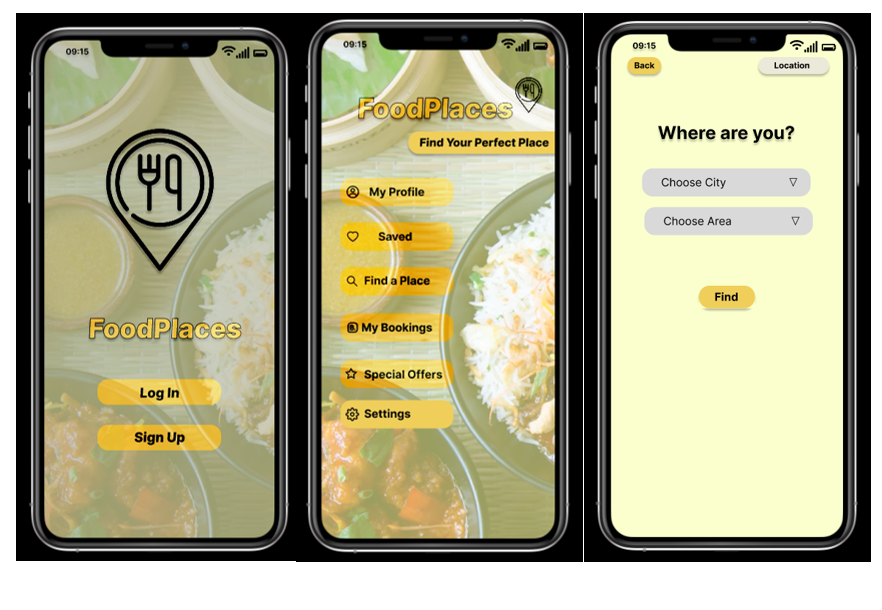 09:15
FoodPlaces
Log In
Sign Up
09:15
FoodPlaces
Find Your Perfect Place
My Profile
Saved
Find a Place
My Bookings
Special Offers
Settings
09:15
Back
Location
Where are you?
Choose City
Choose Area
Find